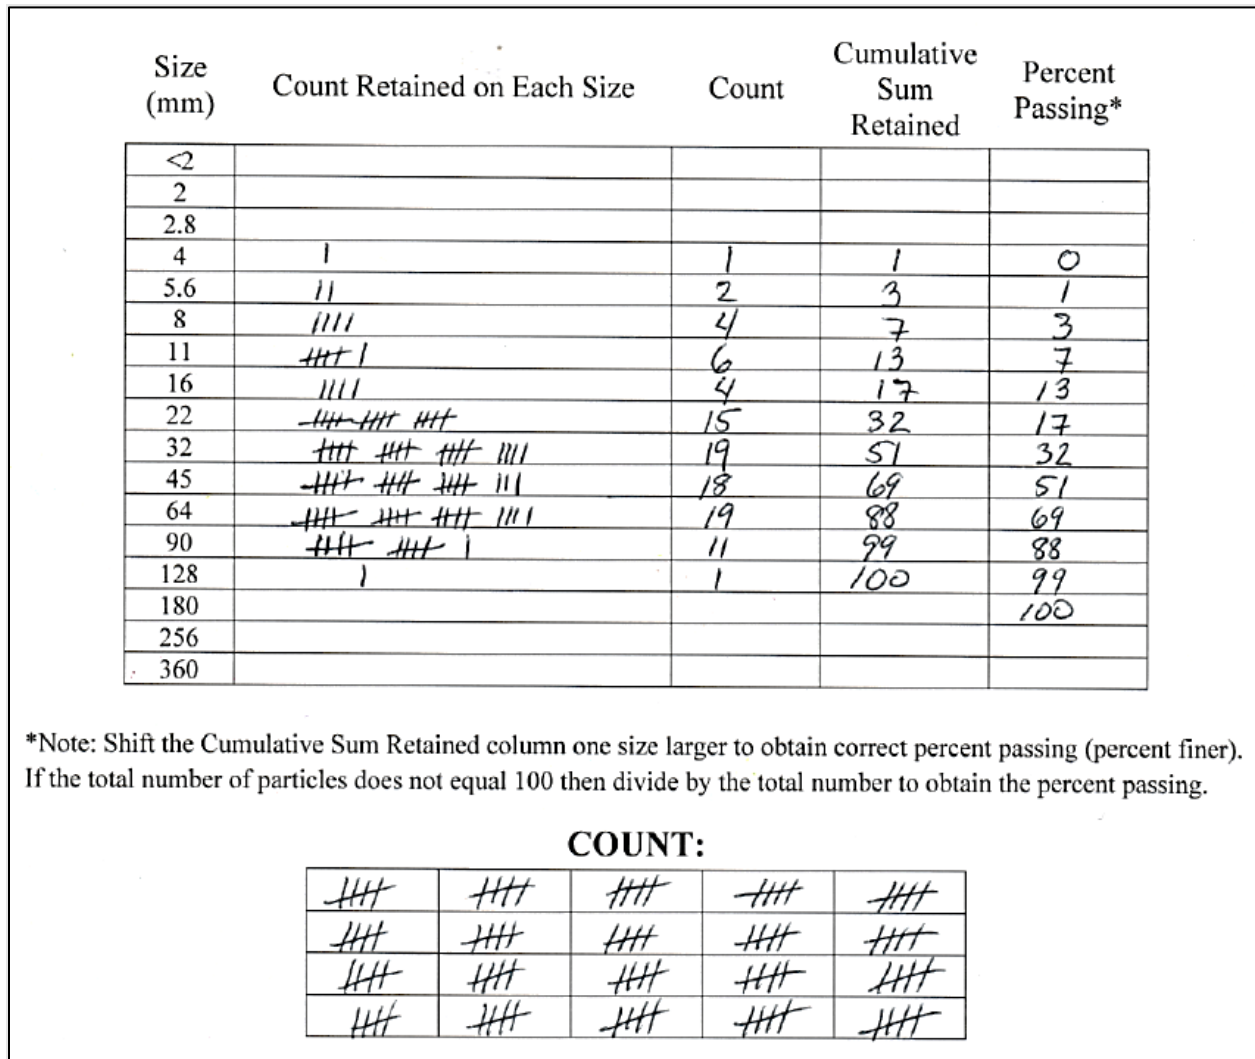 Size (mm) Count Retained on Each Size Count Cumulative Sum Retained Percent Passing*
<2
2
2.8
4 | 1 1 0
5.6 || 2 3 1
8 |||| 4 7 3
11 |||| | 6 13 7
16 |||| 4 17 13
22 |||| |||| |||| 15 32 17
32 |||| |||| |||| |||| 19 51 32
45 |||| |||| |||| ||| 18 69 51
64 |||| |||| |||| |||| 19 88 69
90 |||| |||| | 11 99 88
128 | 1 100 99
180 100
256
360
*Note: Shift the Cumulative Sum Retained column one size larger to obtain correct percent passing (percent finer).
If the total number of particles does not equal 100 then divide by the total number to obtain the percent passing.
COUNT:
|||| |||| |||| |||| ||||
|||| |||| |||| |||| ||||
|||| |||| |||| |||| ||||
|||| |||| |||| |||| ||||